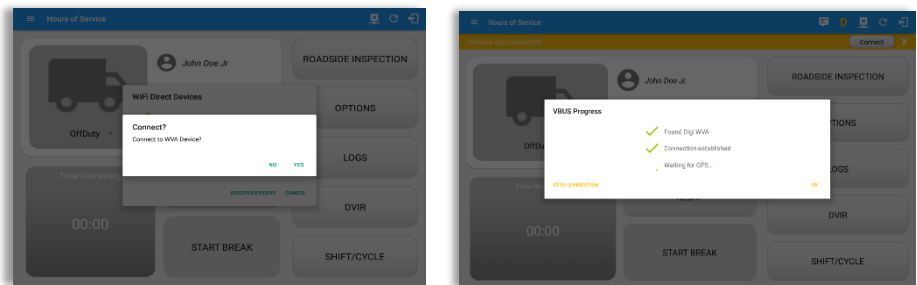 Hours of Service
John Doe Jr
ROADSIDE INSPECTION
WiFi Direct Devices
OPTIONS
Connect?
Connect to WVA Device?
OffDuty
NO YES
LOGS
Time Remaining
DISCOVER PEERS CANCEL
DVIR
00:00
START BREAK
SHIFT/CYCLE
Hours of Service
Vehicle disconnected
Connect X
John Doe Jr.
ROADSIDE INSPECTION
VBUS Progress
Found Digi WVA
Connection established
Waiting for GPS...
STOP CONNECTION
OK
DVIR
00:00
START BREAK
SHIFT/CYCLE